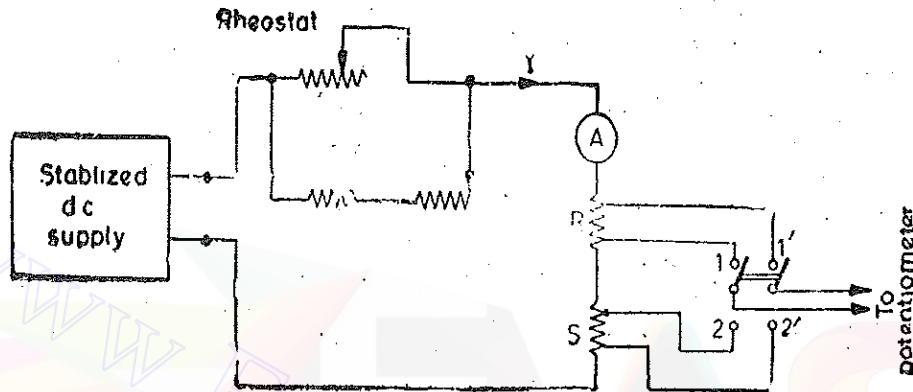 Rheostat
I
A
Stablized
d c
supply
R
1
1'
S
2
2'
To
potentiometer